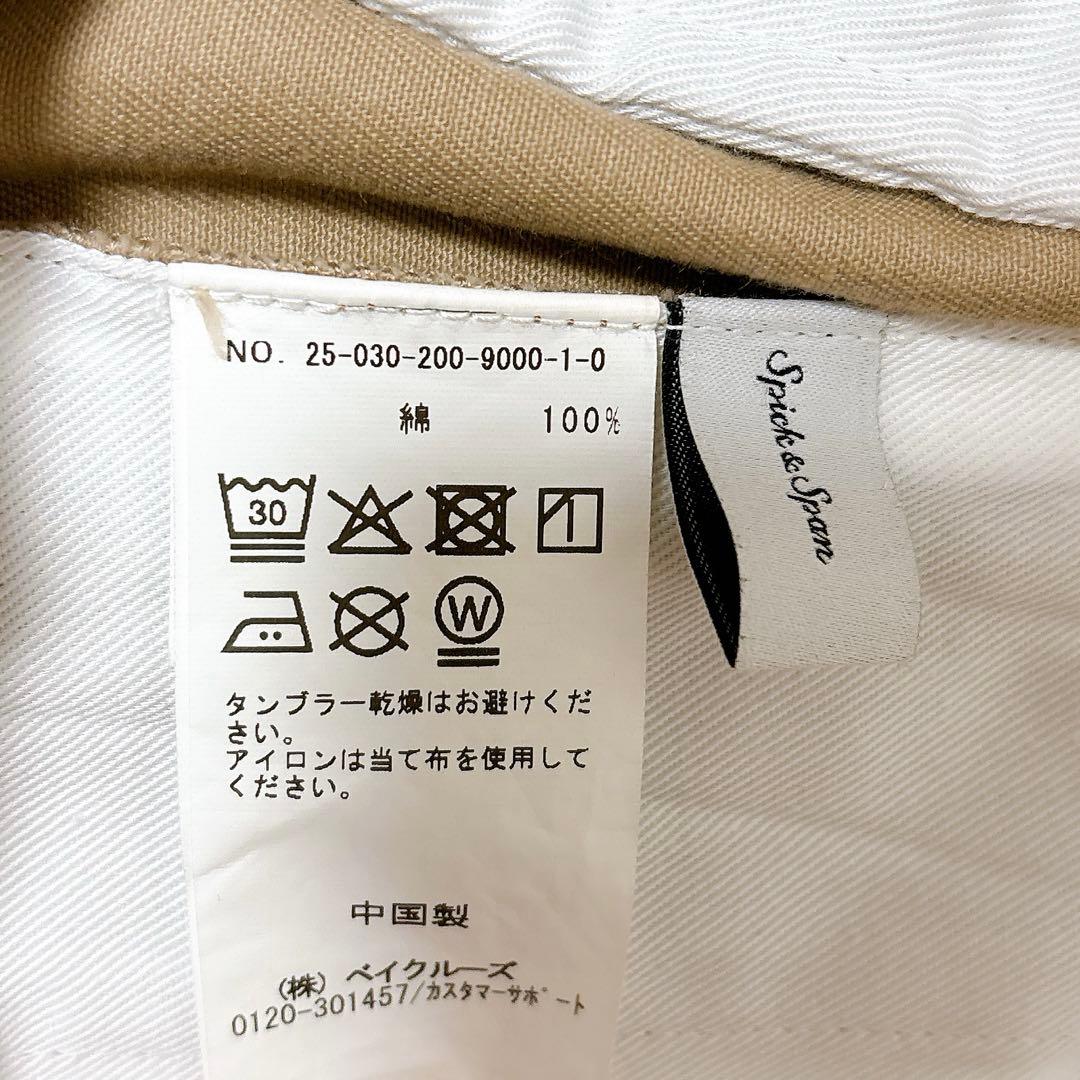 NO. 25-030-200-9000-1-0
綿 100%
30
W
タンブラー乾燥はお避けくだ
さい。
アイロンは当て布を使用して
ください。
中国製
(株) ベイクルーズ
0120-301457/カスタマーサポート
Spick & Span